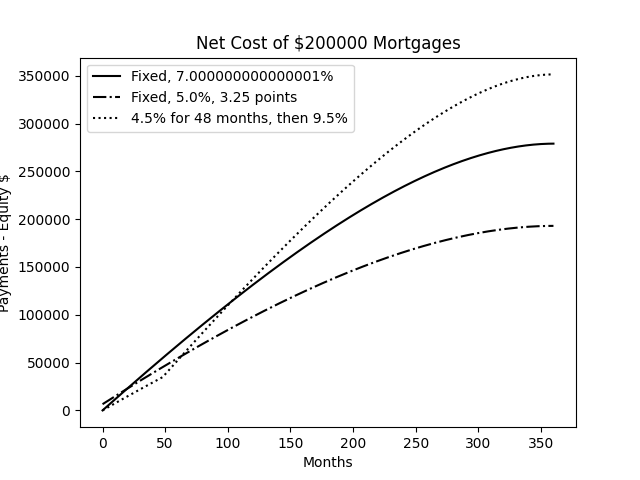 Net Cost of $200000 Mortgages
Fixed, 7.000000000000001%
Fixed, 5.0%, 3.25 points
4.5% for 48 months, then 9.5%
350000
300000
250000
200000
150000
100000
50000
0
Payments - Equity $
0 50 100 150 200 250 300 350
Months